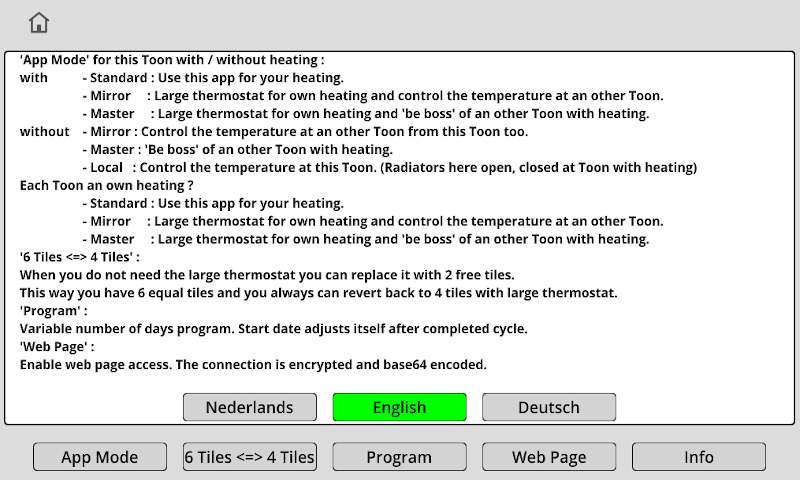 'App Mode' for this Toon with / without heating :
with - Standard : Use this app for your heating.
- Mirror : Large thermostat for own heating and control the temperature at an other Toon.
- Master : Large thermostat for own heating and 'be boss' of an other Toon with heating.
without - Mirror : Control the temperature at an other Toon from this Toon too.
- Master : 'Be boss' of an other Toon with heating.
- Local : Control the temperature at this Toon. (Radiators here open, closed at Toon with heating)
Each Toon an own heating ?
- Standard : Use this app for your heating.
- Mirror : Large thermostat for own heating and control the temperature at an other Toon.
- Master : Large thermostat for own heating and 'be boss' of an other Toon with heating.
'6 Tiles <=> 4 Tiles' :
When you do not need the large thermostat you can replace it with 2 free tiles.
This way you have 6 equal tiles and you always can revert back to 4 tiles with large thermostat.
'Program' :
Variable number of days program. Start date adjusts itself after completed cycle.
'Web Page' :
Enable web page access. The connection is encrypted and base64 encoded.
Nederlands English Deutsch
App Mode 6 Tiles <=> 4 Tiles Program Web Page Info